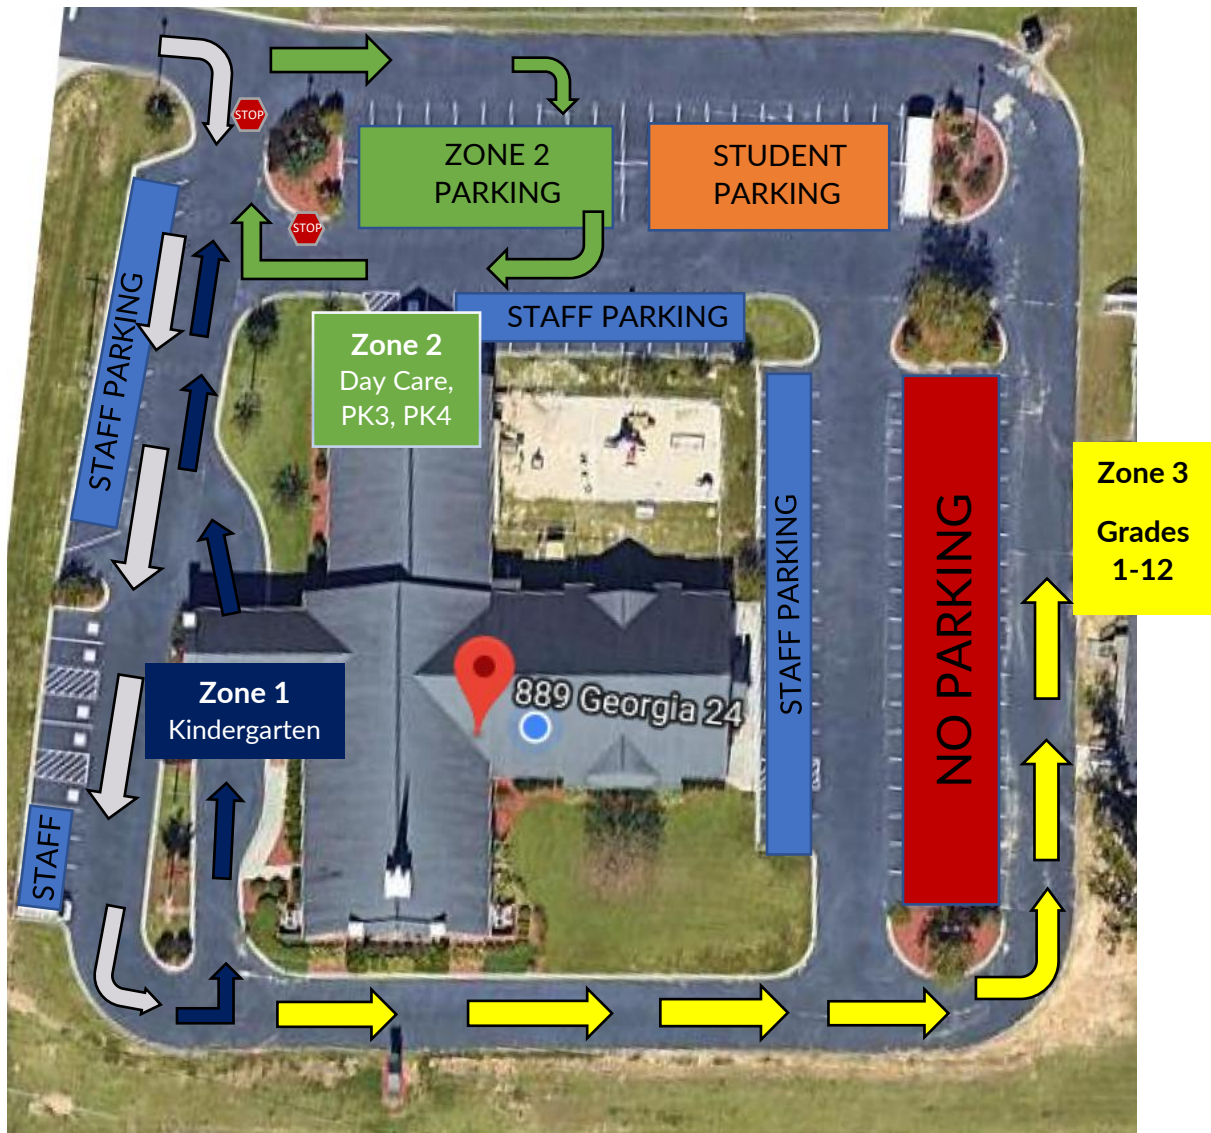 STOP
ZONE 2
PARKING
STUDENT
PARKING
STOP
STAFF PARKING
STAFF PARKING
Zone 2
Day Care,
PK3, PK4
Zone 3
Grades
1-12
STAFF PARKING
NO PARKING
889 Georgia 24
Zone 1
Kindergarten
STAFF